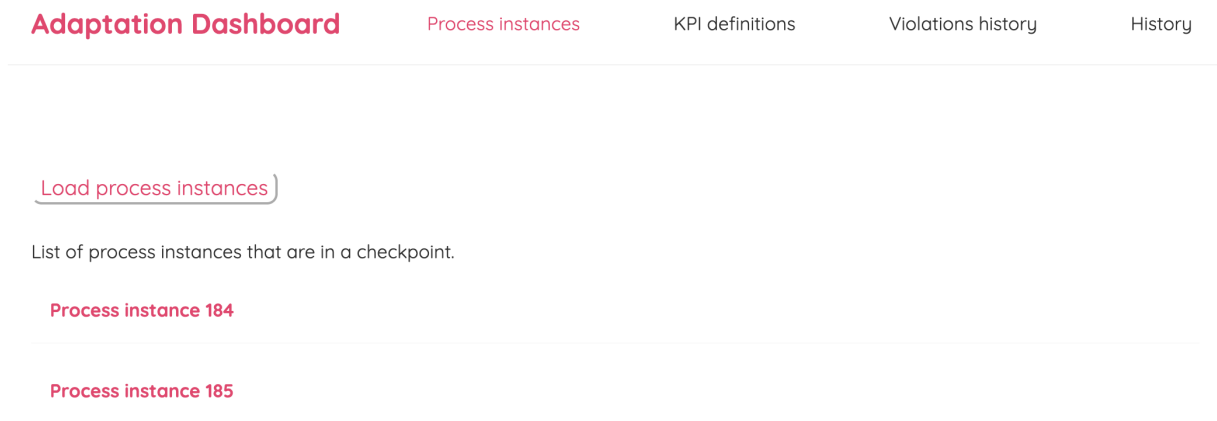 Adaptation Dashboard Process instances KPI definitions Violations history History
Load process instances
List of process instances that are in a checkpoint.
Process instance 184
Process instance 185